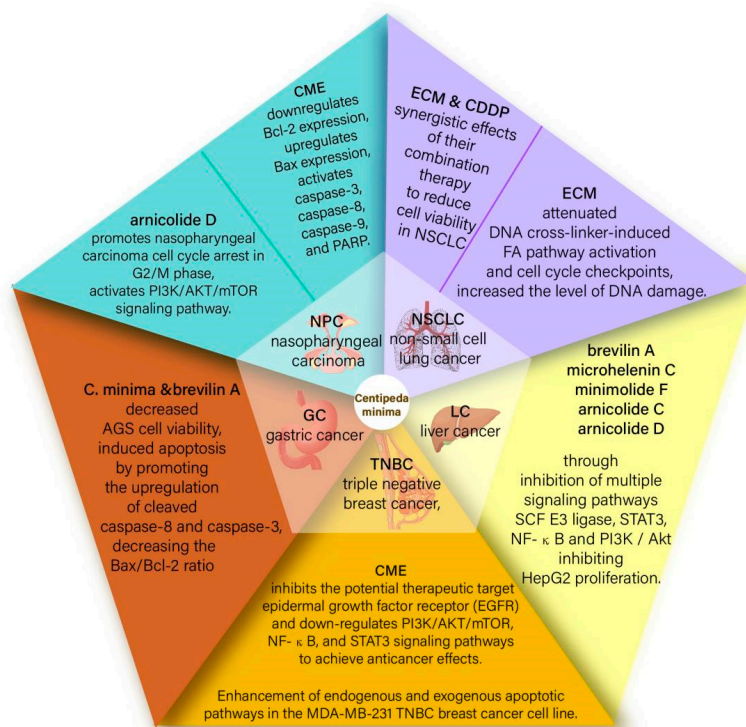 CME
downregulates
Bcl-2 expression,
upregulates
Bax expression,
activates
caspase-3,
caspase-8,
caspase-9,
and PARP.
arnicolide D
promotes nasopharyngeal
carcinoma cell cycle arrest in
G2/M phase,
activates PI3K/AKT/mTOR
signaling pathway.
ECM & CDDP
synergistic effects
of their
combination
therapy
to reduce
cell viability
in NSCLC
ECM
attenuated
DNA cross-linker-induced
FA pathway activation
and cell cycle checkpoints,
increased the level of DNA damage.
NPC
nasopharyngeal
carcinoma
NSCLC
non-small cell
lung cancer
Centipeda
minima
GC
gastric cancer
LC
liver cancer
TNBC
triple negative
breast cancer,
C. minima &brevilin A
decreased
AGS cell viability,
induced apoptosis
by promoting
the upregulation
of cleaved
caspase-8 and caspase-3,
decreasing the
Bax/Bcl-2 ratio
brevilin A
microhelenin C
minimolide F
arnicolide C
arnicolide D
through
inhibition of multiple
signaling pathways
SCF E3 ligase, STAT3,
NF- κ B and PI3K / Akt
inhibiting
HepG2 proliferation.
CME
inhibits the potential therapeutic target
epidermal growth factor receptor (EGFR)
and down-regulates PI3K/AKT/mTOR,
NF- κ B, and STAT3 signaling pathways
to achieve anticancer effects.
Enhancement of endogenous and exogenous apoptotic
pathways in the MDA-MB-231 TNBC breast cancer cell line.